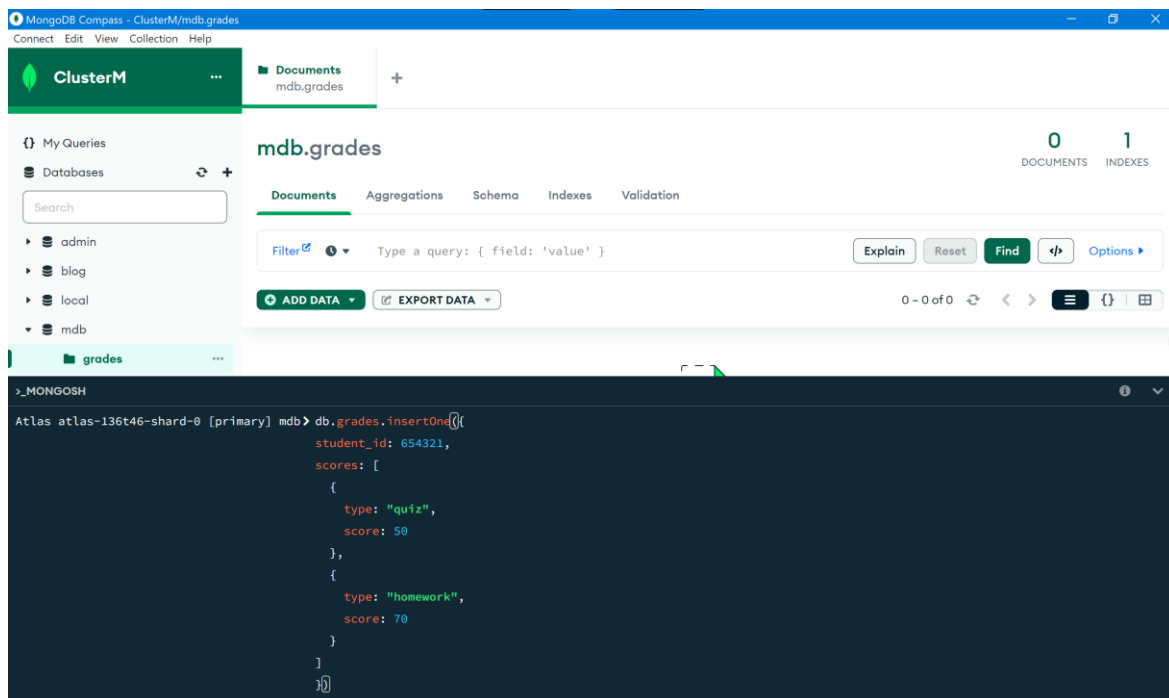 MongoDB Compass - ClusterM/mdb.grades
Connect Edit View Collection Help
ClusterM
Documents
mdb.grades
My Queries
Databases
Search
admin
blog
local
mdb
grades
mdb.grades
0
DOCUMENTS
1
INDEXES
Documents Aggregations Schema Indexes Validation
Filter Type a query: { field: 'value' } Explain Reset Find </> Options
ADD DATA EXPORT DATA 0 – 0 of 0 {}
>_MONGOSH
Atlas atlas-136t46-shard-0 [primary] mdb> db.grades.insertOne({
student_id: 654321,
scores: [
{
type: "quiz",
score: 50
},
{
type: "homework",
score: 70
}
]
})